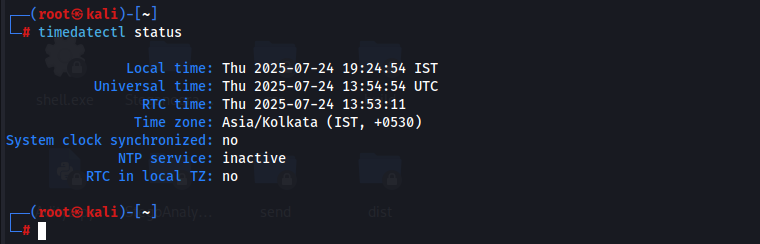 ┌──(root㉿kali)-[~]
└─# timedatectl status
Local time: Thu 2025-07-24 19:24:54 IST
Universal time: Thu 2025-07-24 13:54:54 UTC
RTC time: Thu 2025-07-24 13:53:11
Time zone: Asia/Kolkata (IST, +0530)
System clock synchronized: no
NTP service: inactive
RTC in local TZ: no
shell.exe
send
dist
┌──(root㉿kali)-[~]
└─#